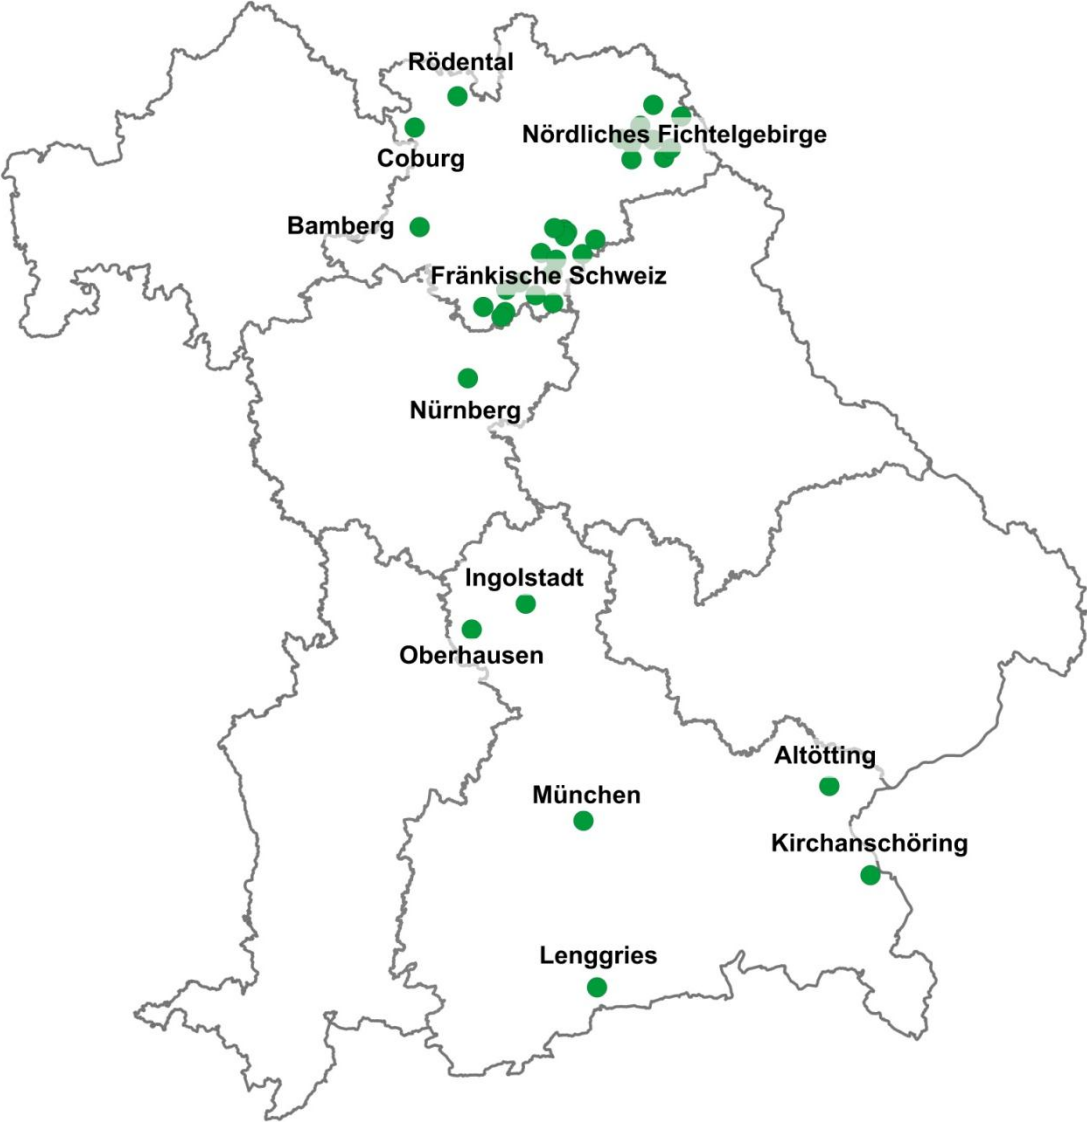 Rödental
Nördliches Fichtelgebirge
Coburg
Bamberg
Fränkische Schweiz
Nürnberg
Ingolstadt
Oberhausen
Altötting
München
Kirchanschöring
Lenggries